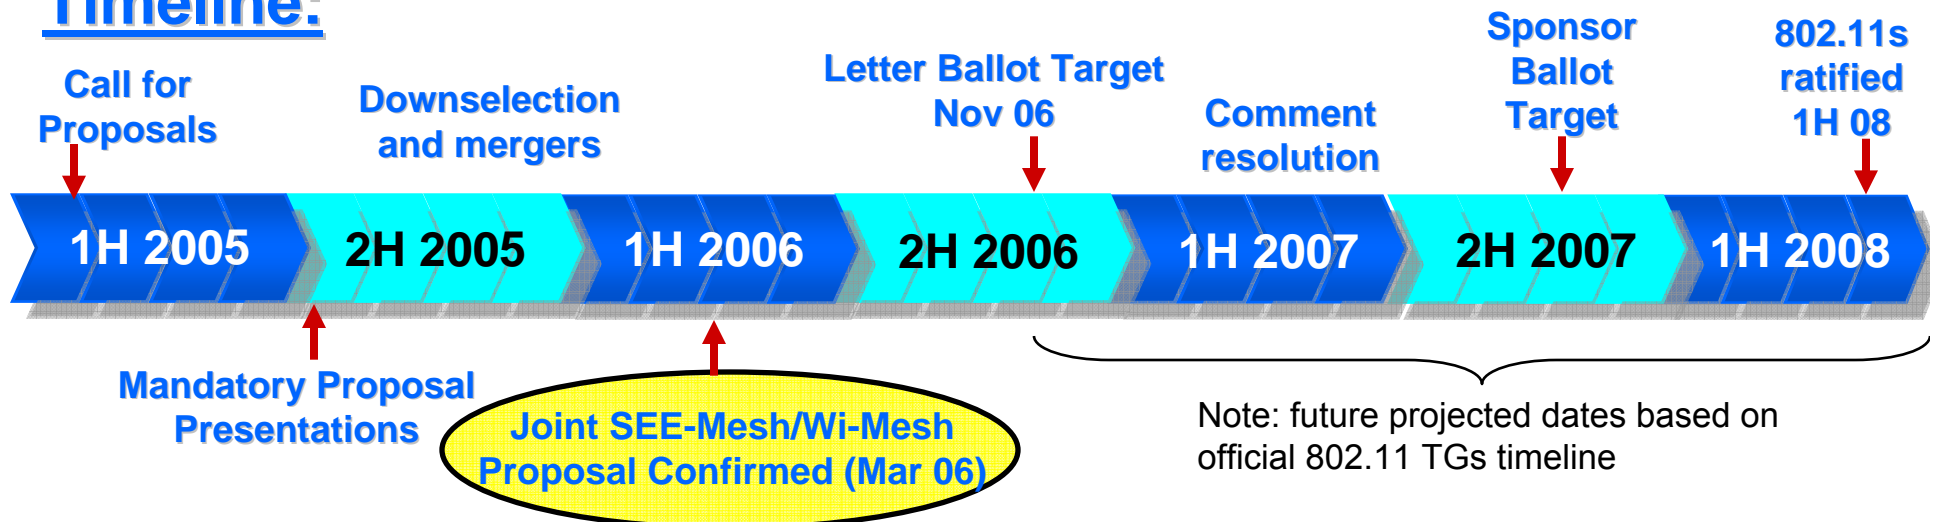 Timeline:
Call for
Proposals
Downselection
and mergers
Letter Ballot Target
Nov 06
Comment
resolution
Sponsor
Ballot
Target
802.11s
ratified
1H 08
1H 2005
2H 2005
1H 2006
2H 2006
1H 2007
2H 2007
1H 2008
Mandatory Proposal
Presentations
Joint SEE-Mesh/Wi-Mesh
Proposal Confirmed (Mar 06)
Note: future projected dates based on
official 802.11 TGs timeline